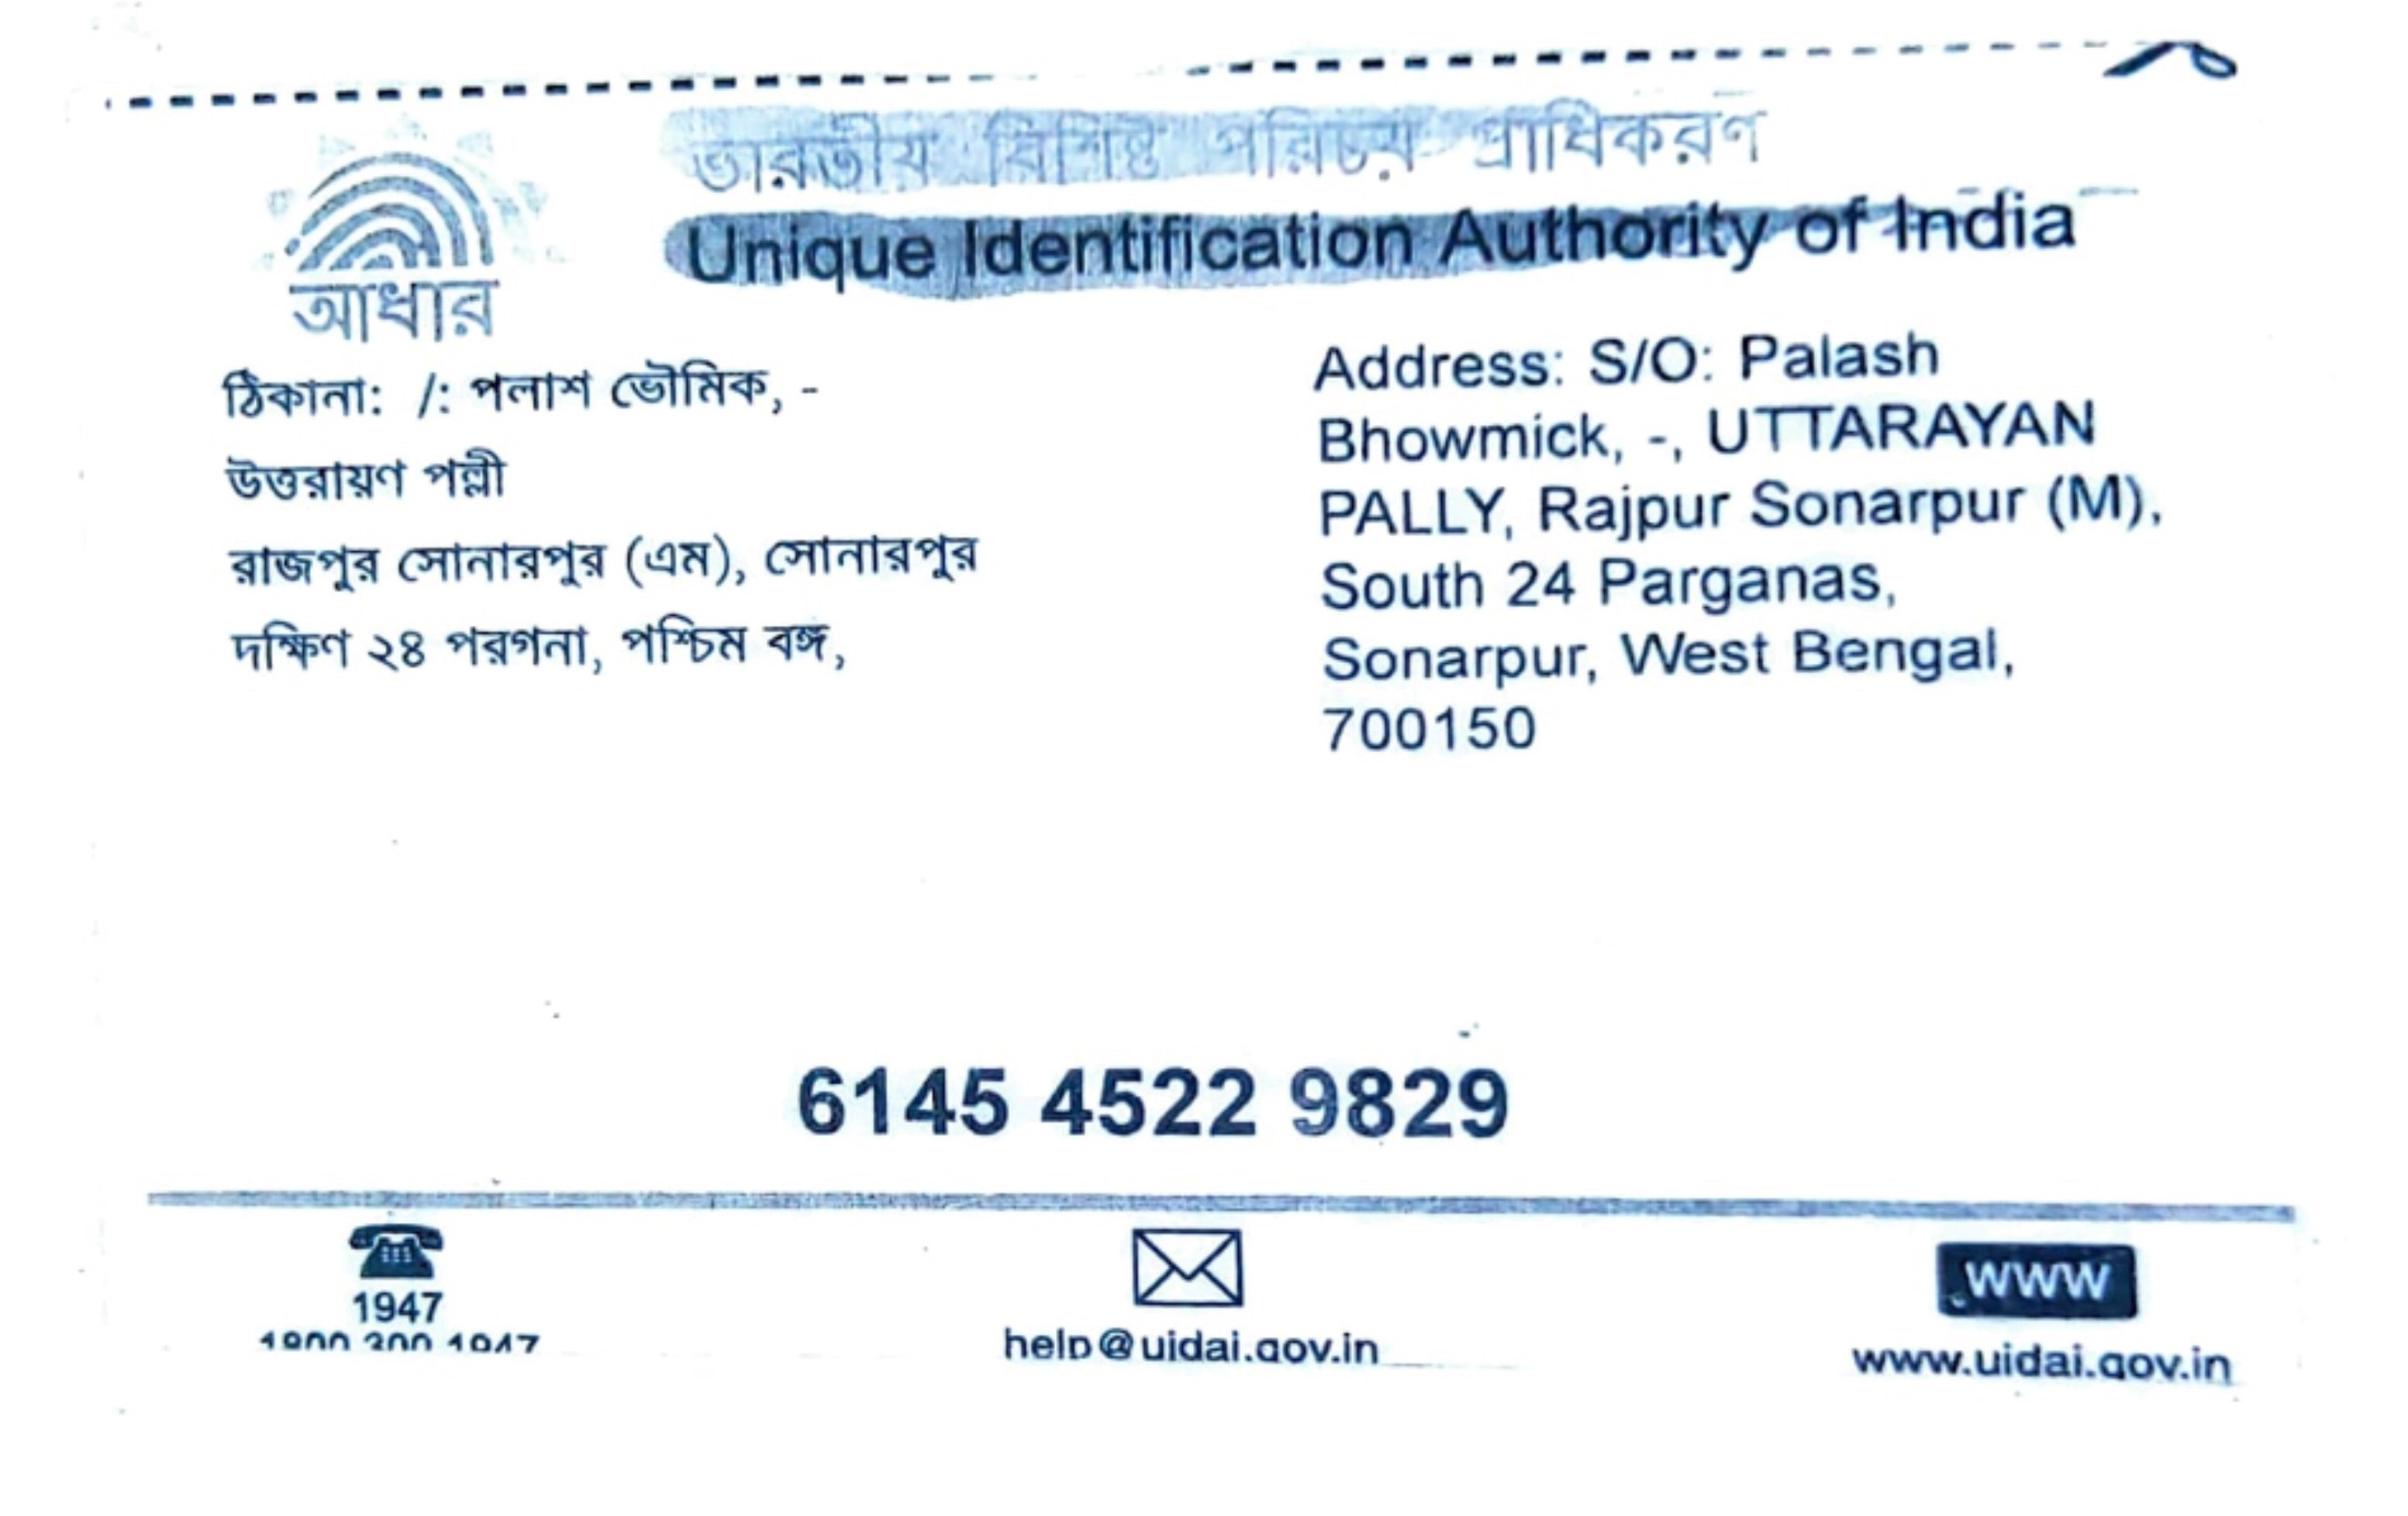 ভারতীয় বিশিষ্ট পরিচয় প্রাধিকরণ
Unique Identification Authority of India
আধার
ঠিকানা: /: পলাশ ভৌমিক, -
উত্তরায়ণ পল্লী
রাজপুর সোনারপুর (এম), সোনারপুর
দক্ষিণ ২৪ পরগনা, পশ্চিম বঙ্গ,
Address: S/O: Palash
Bhowmick, -, UTTARAYAN
PALLY, Rajpur Sonarpur (M),
South 24 Parganas,
Sonarpur, West Bengal,
700150
6145 4522 9829
1947
1800 300 1947
help@uidai.gov.in
www
www.uidai.gov.in